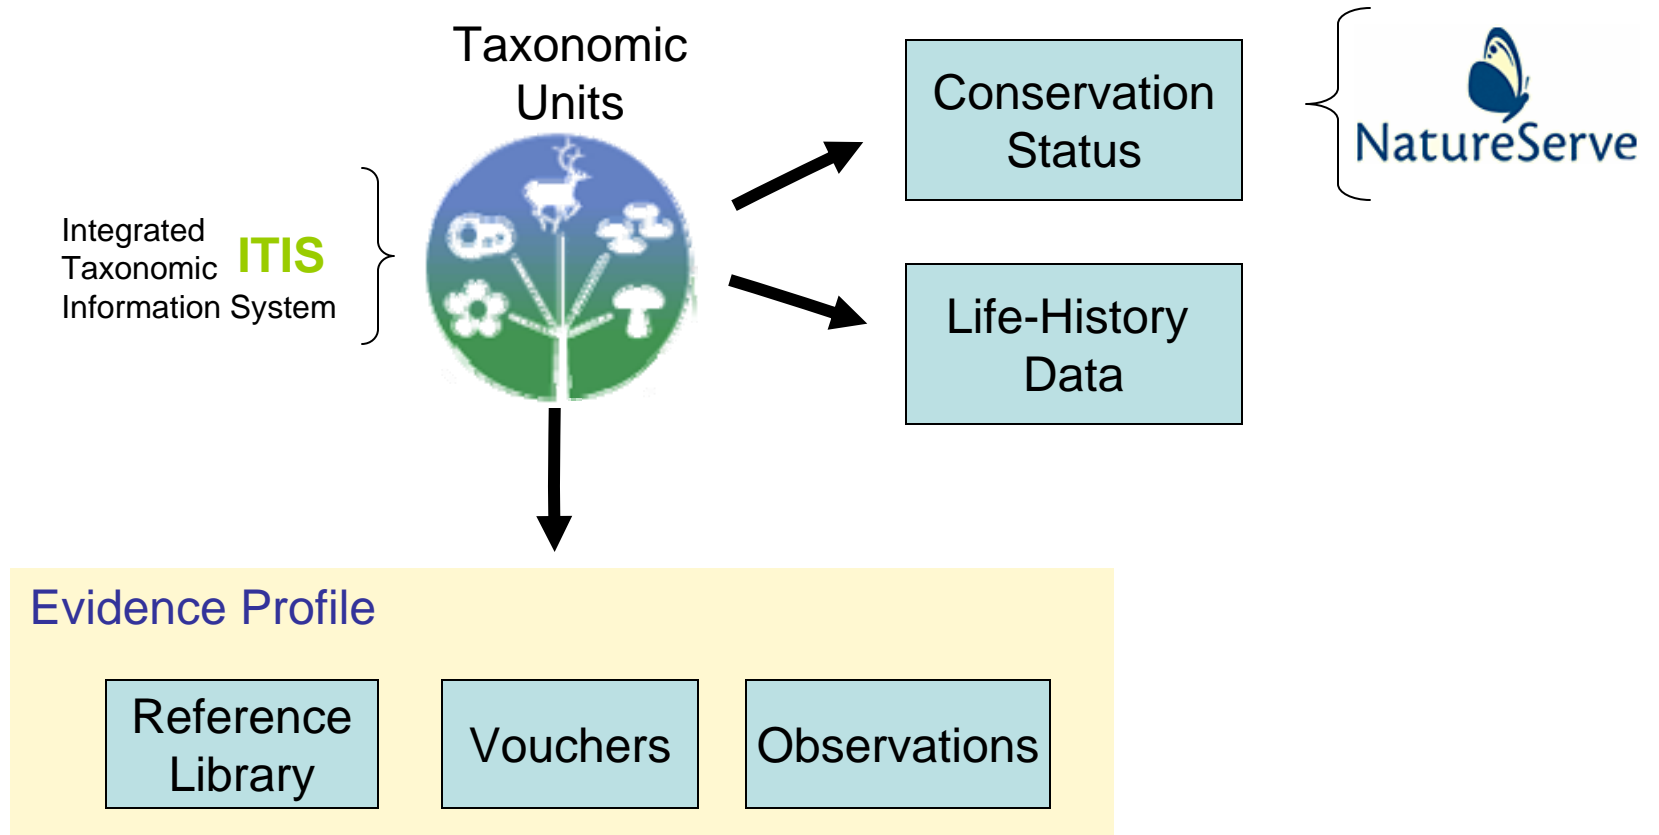 Taxonomic
Units
Conservation
Status
NatureServe
Integrated
Taxonomic ITIS
Information System
Life-History
Data
Evidence Profile
Reference
Library
Vouchers
Observations